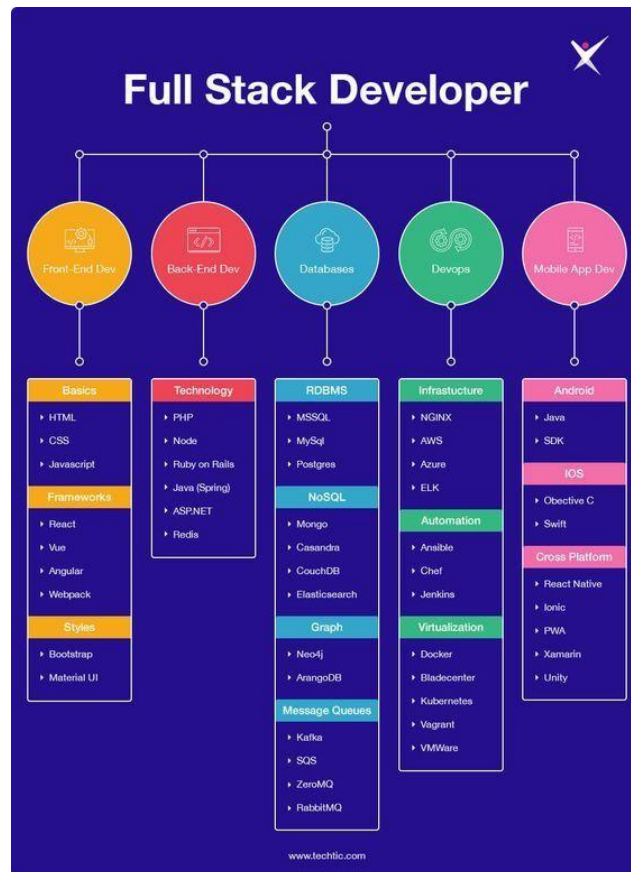 Full Stack Developer
Front-End Dev
Back-End Dev
Databases
Devops
Mobile App Dev
Basics
HTML
CSS
Javascript
Frameworks
React
Vue
Angular
Webpack
Styles
Bootstrap
Material UI
Technology
PHP
Node
Ruby on Rails
Java (Spring)
ASP.NET
Redis
RDBMS
MSSQL
MySql
Postgres
NoSQL
Mongo
Casandra
CouchDB
Elasticsearch
Graph
Neo4j
ArangoDB
Message Queues
Kafka
SQS
ZeroMQ
RabbitMQ
Infrastucture
NGINX
AWS
Azure
ELK
Automation
Ansible
Chef
Jenkins
Virtualization
Docker
Bladecenter
Kubernetes
Vagrant
VMWare
Android
Java
SDK
IOS
Obective C
Swift
Cross Platform
React Native
Ionic
PWA
Xamarin
Unity
www.techtic.com